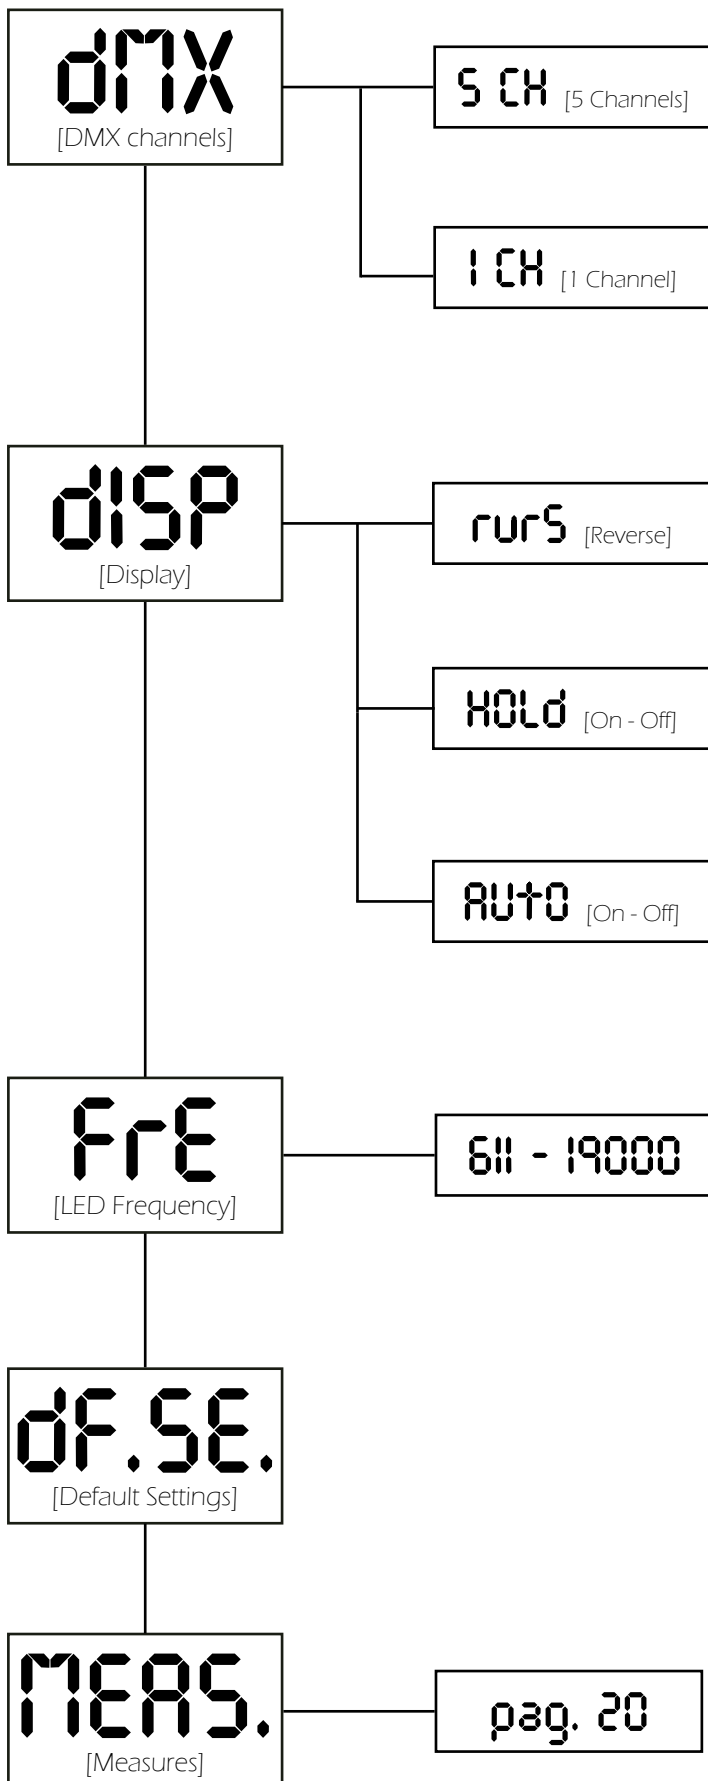 dMX
[DMX channels]
5 CH [5 Channels]
1 CH [1 Channel]
dISP
[Display]
rurS [Reverse]
HOLd [On - Off]
AUtO [On - Off]
FrE
[LED Frequency]
611 - 19000
dF.SE.
[Default Settings]
MEAS.
[Measures]
pag. 20